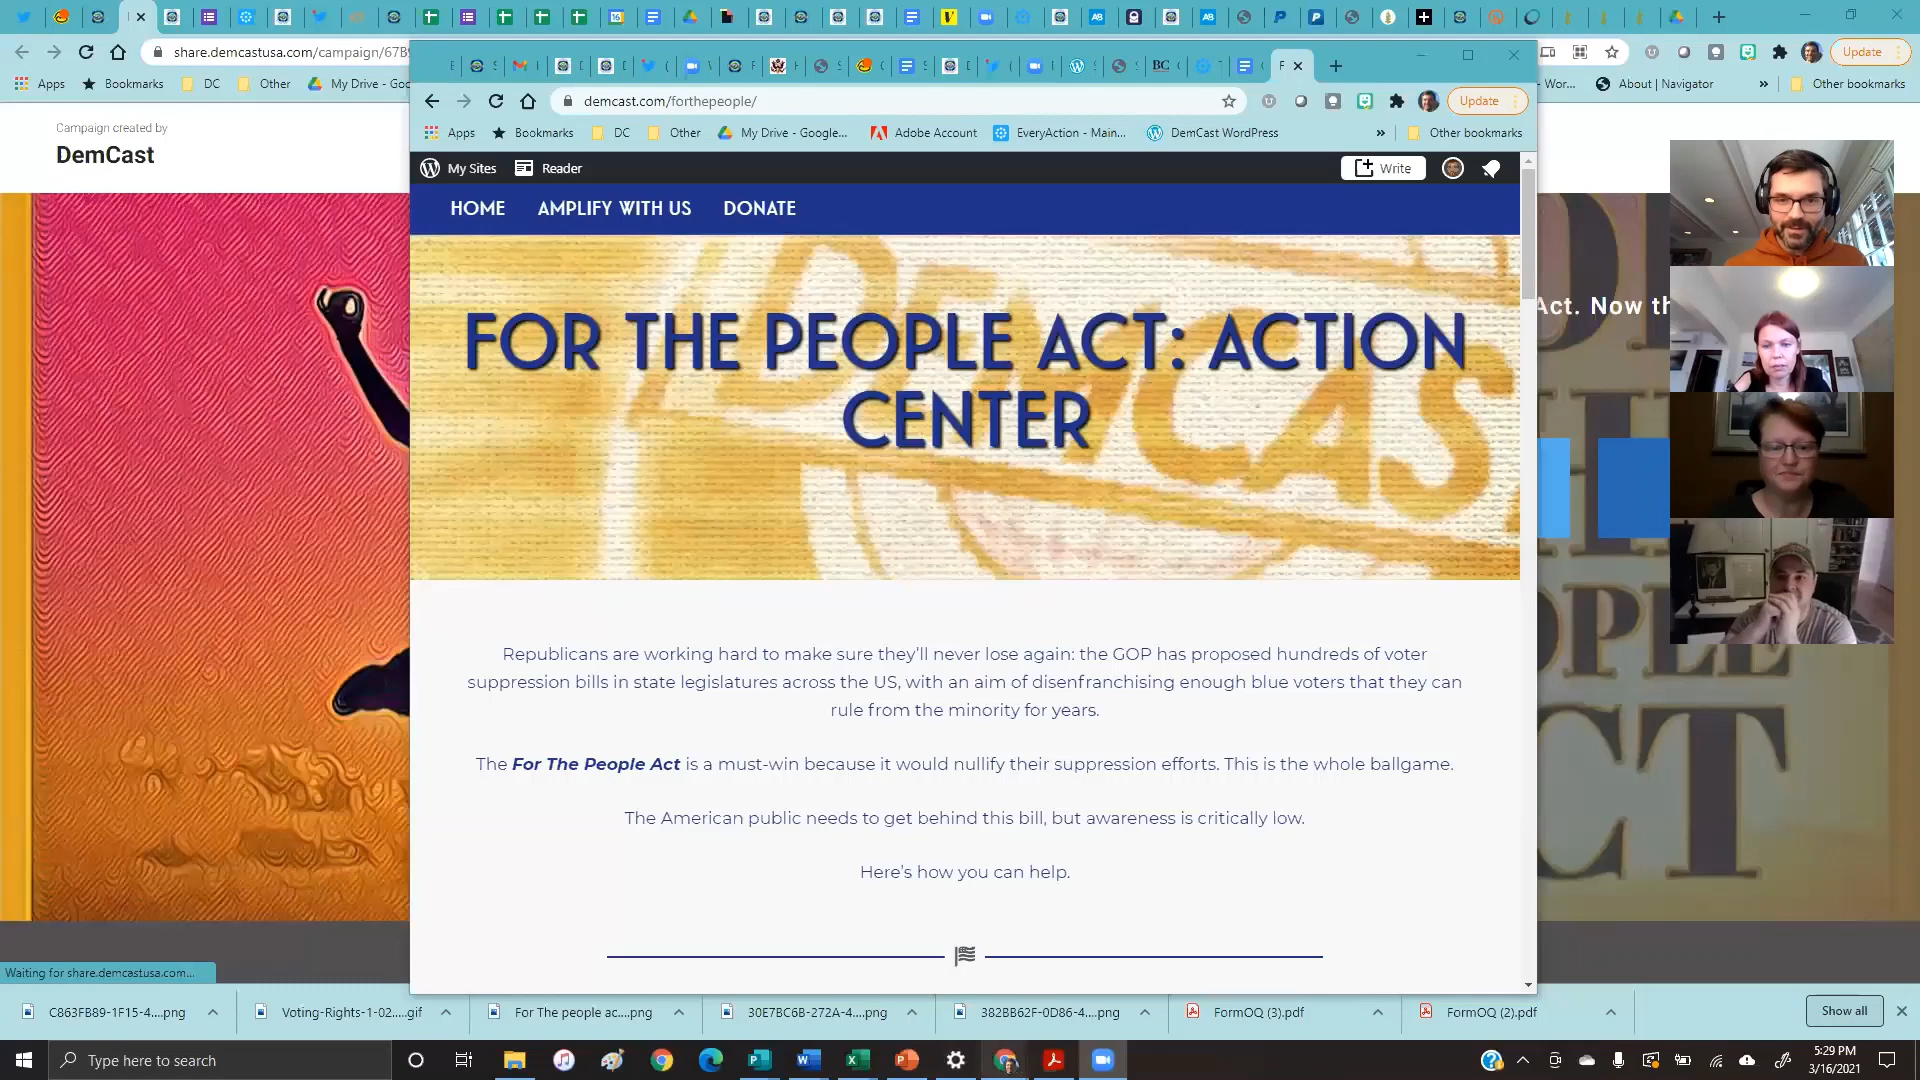 share.demcastusa.com/campaign/67B9
Update
Apps
Bookmarks
DC
Other
My Drive - Goo
Wor...
About | Navigator
»
Other bookmarks
Campaign created by
DemCast
demcast.com/forthepeople/
Update
Apps
Bookmarks
DC
Other
My Drive - Google...
Adobe Account
EveryAction - Main...
DemCast WordPress
»
Other bookmarks
My Sites
Reader
Write
HOME
AMPLIFY WITH US
DONATE
DEMCAST
FOR THE PEOPLE ACT: ACTION
CENTER
Act. Now th
Republicans are working hard to make sure they'll never lose again: the GOP has proposed hundreds of voter
suppression bills in state legislatures across the US, with an aim of disenfranchising enough blue voters that they can
rule from the minority for years.
The For The People Act is a must-win because it would nullify their suppression efforts. This is the whole ballgame.
The American public needs to get behind this bill, but awareness is critically low.
Here's how you can help.
Waiting for share.demcastusa.com...
C863FB89-1F15-4....png
Voting-Rights-1-02.....gif
For The people ac....png
30E7BC6B-272A-4....png
382BB62F-0D86-4....png
FormOQ (3).pdf
FormOQ (2).pdf
Show all
Type here to search
5:29 PM
3/16/2021